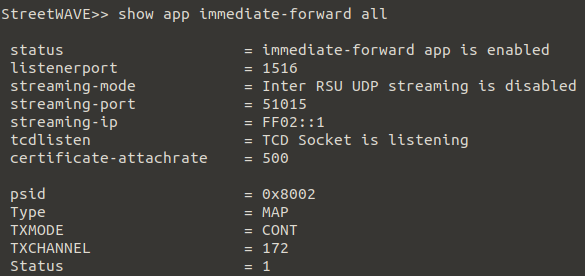 StreetWAVE>> show app immediate-forward all
status = immediate-forward app is enabled
listenerport = 1516
streaming-mode = Inter RSU UDP streaming is disabled
streaming-port = 51015
streaming-ip = FF02::1
tcdlisten = TCD Socket is listening
certificate-attachrate = 500
psid = 0x8002
Type = MAP
TXMODE = CONT
TXCHANNEL = 172
Status = 1